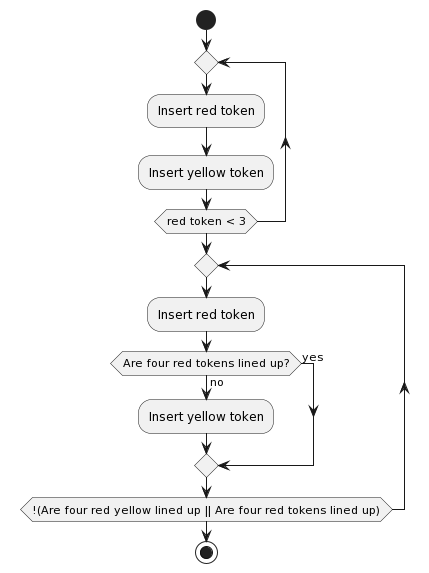 Insert red token
Insert yellow token
red token < 3
Insert red token
Are four red tokens lined up?
yes
no
Insert yellow token
!(Are four red yellow lined up || Are four red tokens lined up)